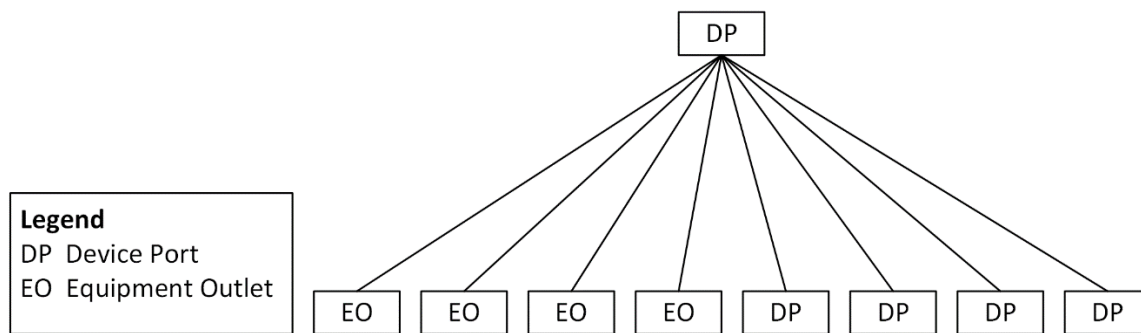 DP
Legend
DP Device Port
EO Equipment Outlet
EO EO EO EO DP DP DP DP